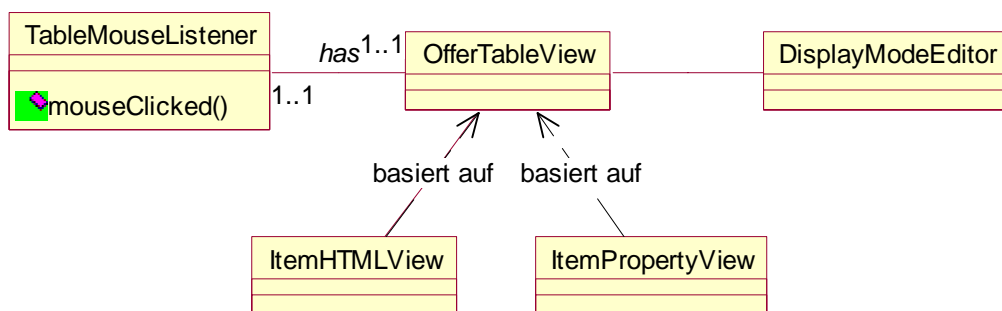 TableMouseListener
mouseClicked()
has
1..1
1..1
OfferTableView
DisplayModeEditor
basiert auf
basiert auf
ItemHTMLView
ItemPropertyView